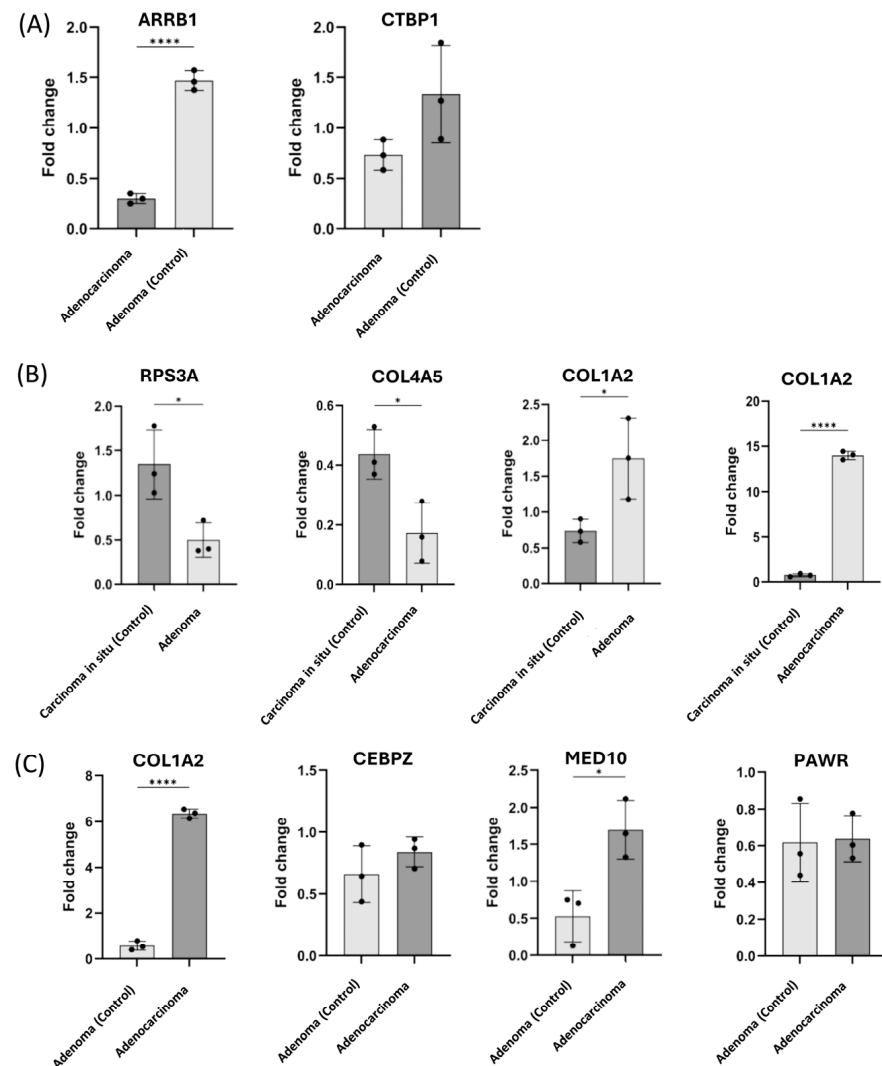 (A)
ARRB1
CTBP1
****
Fold change
2.0
1.5
1.0
0.5
0.0
Adenocarcinoma
Adenoma (Control)
Fold change
2.0
1.5
1.0
0.5
0.0
Adenocarcinoma
Adenoma (Control)
(B)
RPS3A
COL4A5
COL1A2
COL1A2
*
Fold change
2.0
1.5
1.0
0.5
0.0
Carcinoma in situ (Control)
Adenoma
*
Fold change
0.6
0.4
0.2
0.0
Carcinoma in situ (Control)
Adenocarcinoma
*
Fold change
2.5
2.0
1.5
1.0
0.5
0.0
Carcinoma in situ (Control)
Adenoma
****
Fold change
20
15
10
5
0
Carcinoma in situ (Control)
Adenocarcinoma
(C)
COL1A2
CEBPZ
MED10
PAWR
****
Fold change
8
6
4
2
0
Adenoma (Control)
Adenocarcinoma
Fold change
1.5
1.0
0.5
0.0
Adenoma (Control)
Adenocarcinoma
*
Fold change
2.5
2.0
1.5
1.0
0.5
0.0
Adenoma (Control)
Adenocarcinoma
Fold change
1.0
0.8
0.6
0.4
0.2
0.0
Adenoma (Control)
Adenocarcinoma